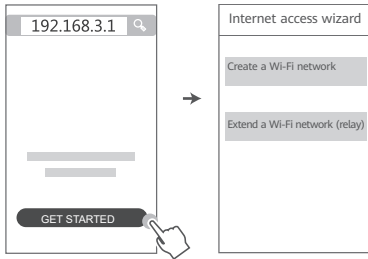 192.168.3.1
GET STARTED
Internet access wizard
Create a Wi-Fi network
Extend a Wi-Fi network (relay)